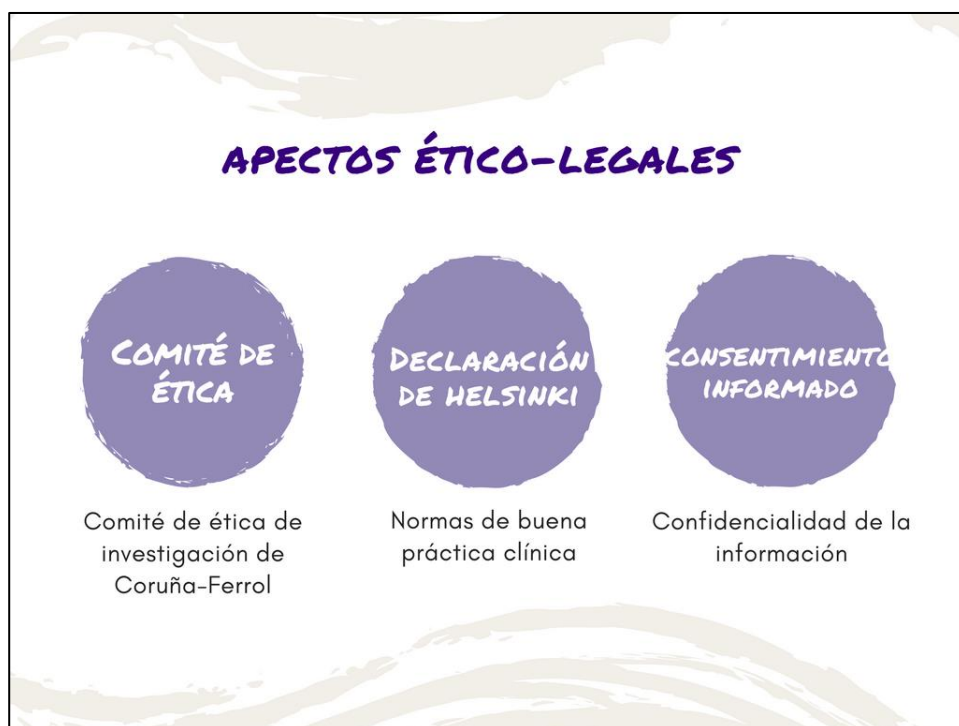 APECTOS ÉTICO-LEGALES
COMITÉ DE
ÉTICA
Comité de ética de
investigación de
Coruña-Ferrol
DECLARACIÓN
DE HELSINKI
Normas de buena
práctica clínica
CONSENTIMIENTO
INFORMADO
Confidencialidad de la
información